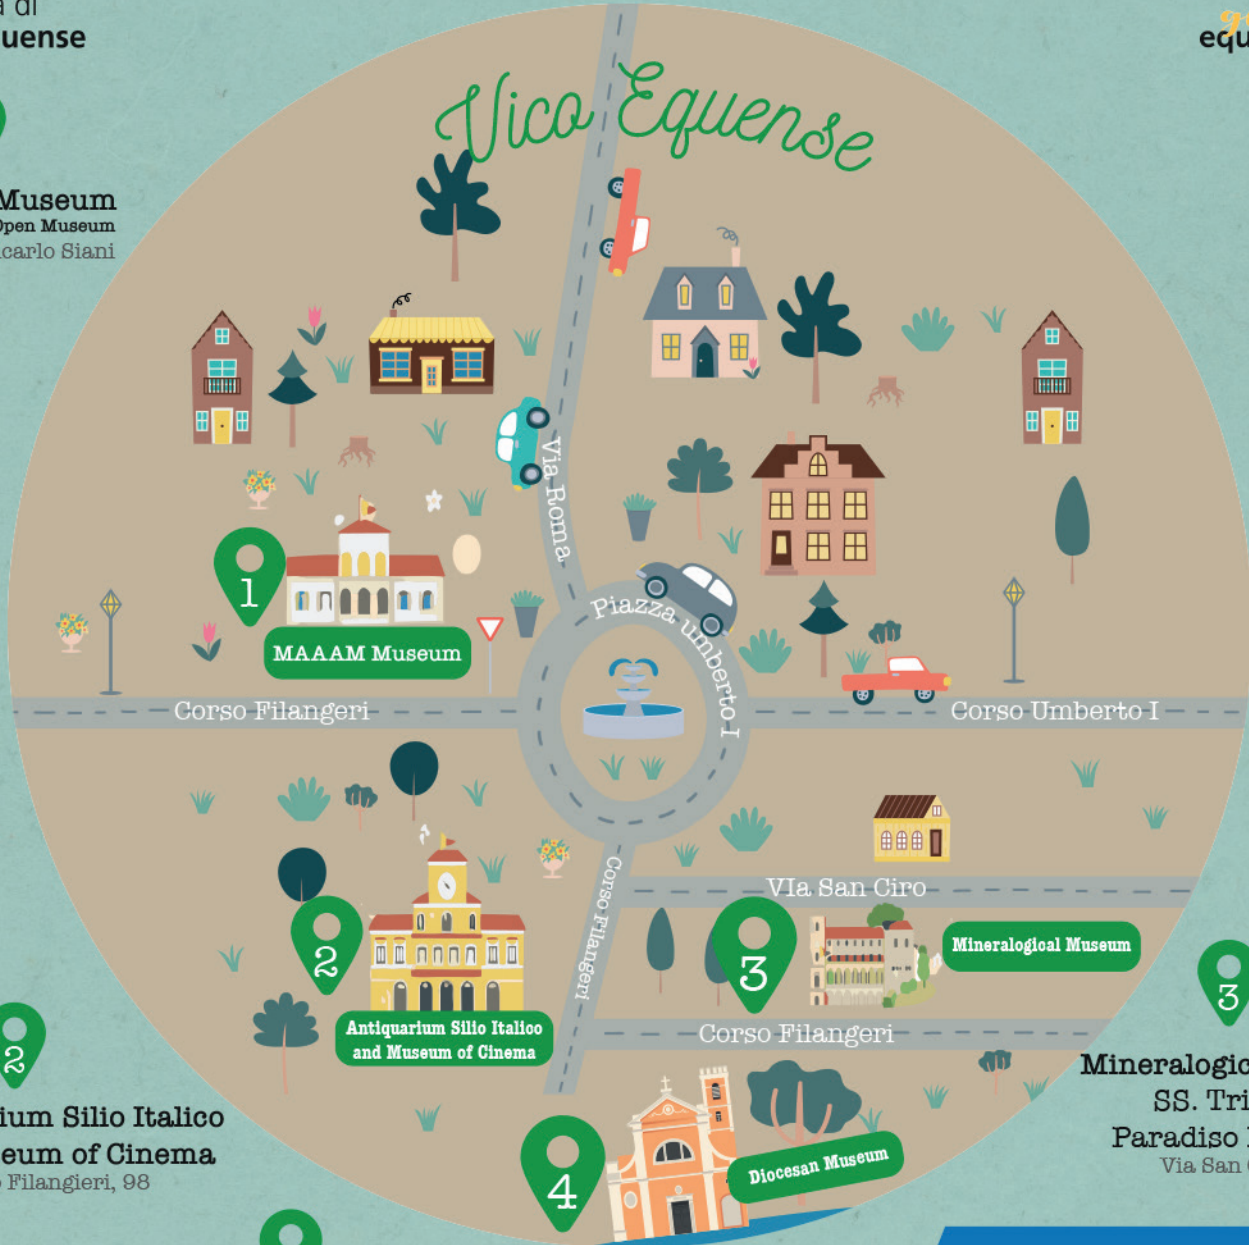 di
uense
equ
Vico Equense
Museum
Open Museum
carlo Siani
Via Roma
1
MAAAM Museum
Piazza umberto I
Corso Filangeri
Corso Umberto I
VIa San Ciro
Corso Filangeri
2
3
Mineralogical Museum
Antiquarium Silio Italico
and Museum of Cinema
Corso Filangeri
4
Diocesan Museum
2
ium Silio Italico
eum of Cinema
Filangieri, 98
3
Mineralogic
SS. Tri
Paradiso
Via San